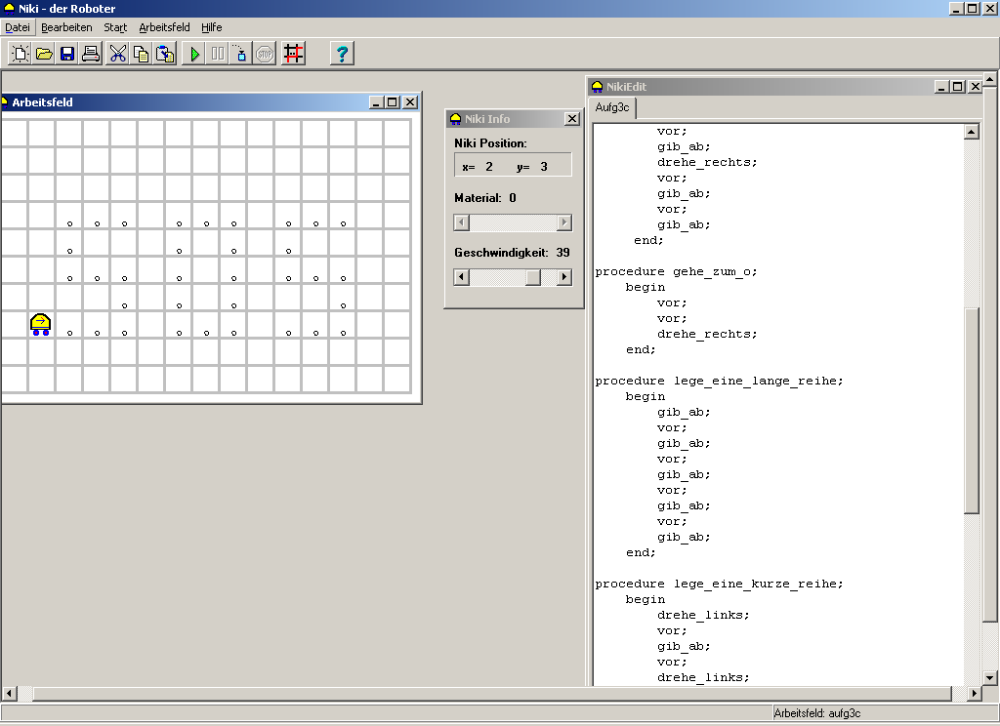 Niki - der Roboter
Datei Bearbeiten Start Arbeitsfeld Hilfe
STOP
?
Arbeitsfeld
Niki Info
Niki Position:
x= 2 y= 3
Material: 0
Geschwindigkeit: 39
NikiEdit
Aufg3c
vor;
gib_ab;
drehe_rechts;
vor;
gib_ab;
vor;
gib_ab;
end;
procedure gehe_zum_o;
begin
vor;
vor;
drehe_rechts;
end;
procedure lege_eine_lange_reihe;
begin
gib_ab;
vor;
gib_ab;
vor;
gib_ab;
vor;
gib_ab;
vor;
gib_ab;
end;
procedure lege_eine_kurze_reihe;
begin
drehe_links;
vor;
gib_ab;
vor;
drehe_links;
Arbeitsfeld: aufg3c